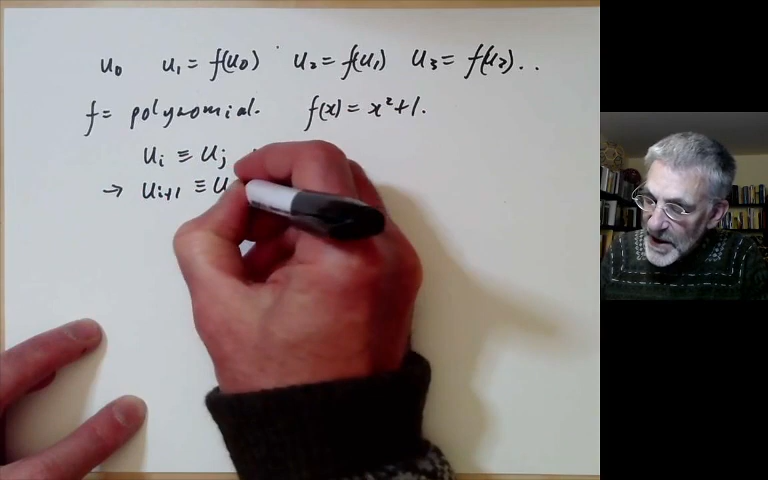 u₀ u₁ = f(u₀) u₂ = f(u₁) u₃ = f(u₂) . .
f = polynomial. f(x) = x² + 1.
uᵢ ≡ uⱼ
→ uᵢ₊₁ ≡ u